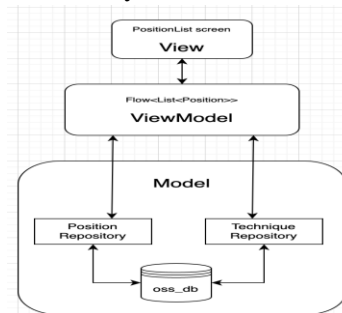 PositionList screen
View
Flow<List<Position>>
ViewModel
Model
Position
Repository
Technique
Repository
oss_db